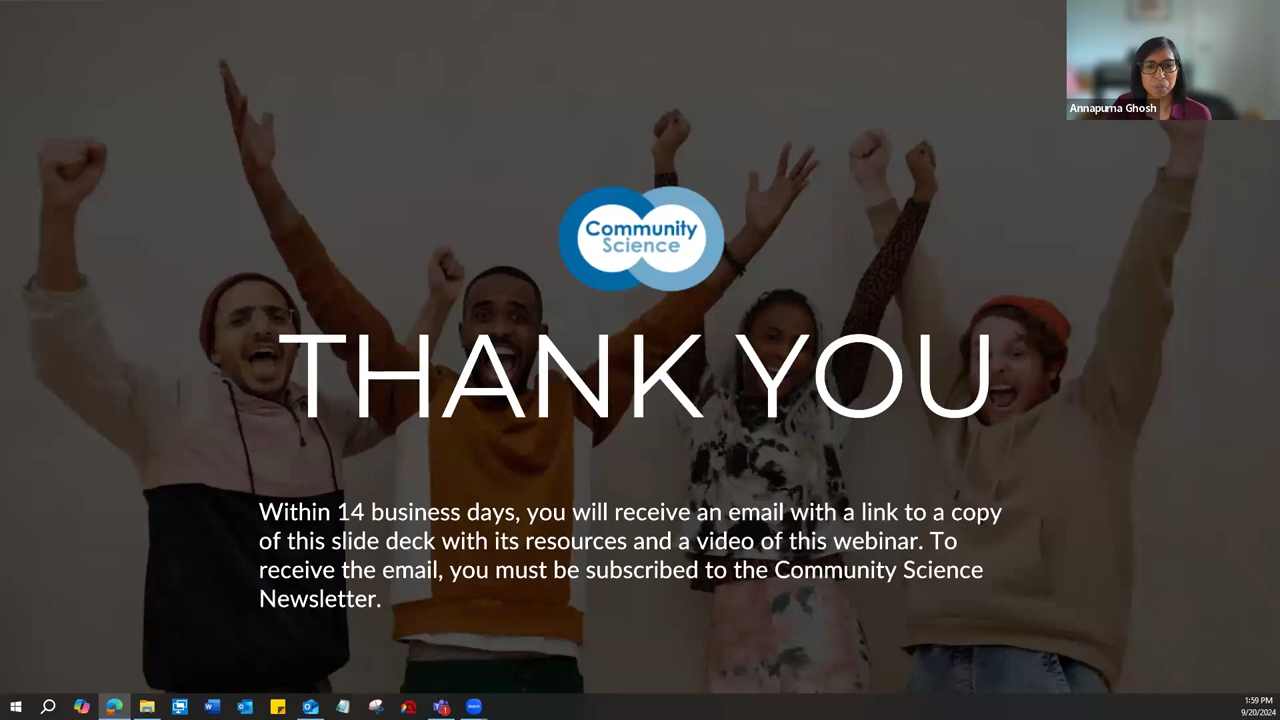 Annapurna Ghosh
Community
Science
THANK YOU
Within 14 business days, you will receive an email with a link to a copy
of this slide deck with its resources and a video of this webinar. To
receive the email, you must be subscribed to the Community Science
Newsletter.
1:59 PM
9/20/2024